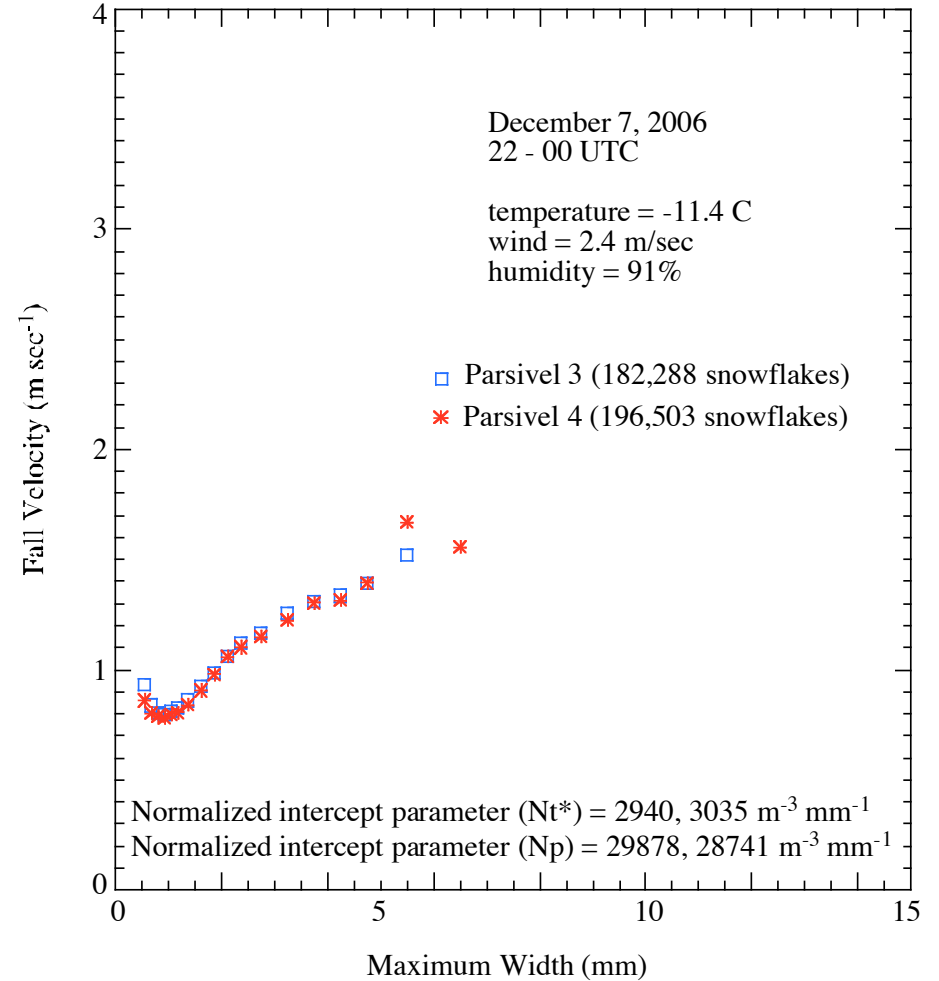 4
December 7, 2006
22 - 00 UTC
temperature = -11.4 C
3
wind = 2.4 m/sec
humidity = 91%
Fall Velocity (m sec-1)
Parsivel 3 (182,288 snowflakes)
Parsivel 4 (196,503 snowflakes)
2
1
Normalized intercept parameter (Nt*) = 2940, 3035 m-3 mm-1
Normalized intercept parameter (Np) = 29878, 28741 m-3 mm-1
0
0 5 10 15
Maximum Width (mm)